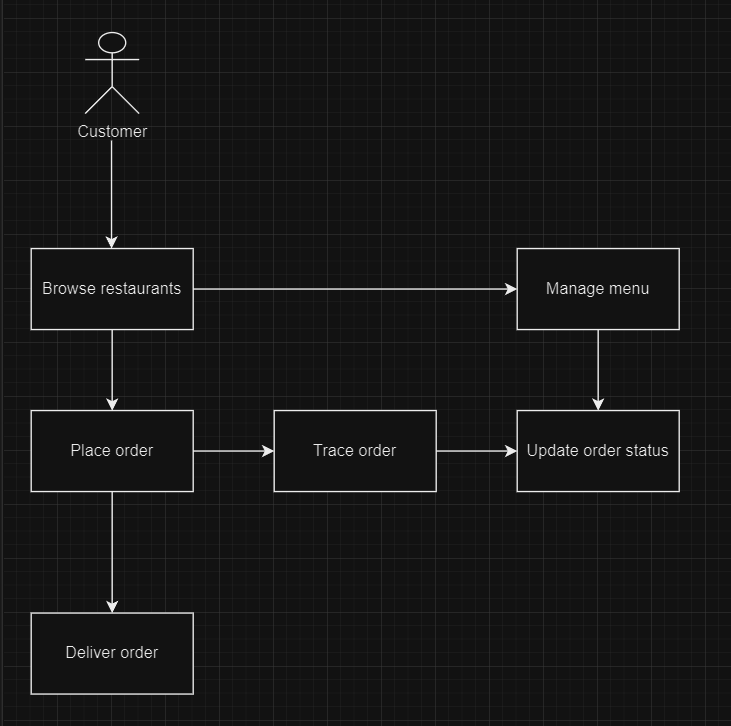 Customer
Browse restaurants
Manage menu
Place order
Trace order
Update order status
Deliver order